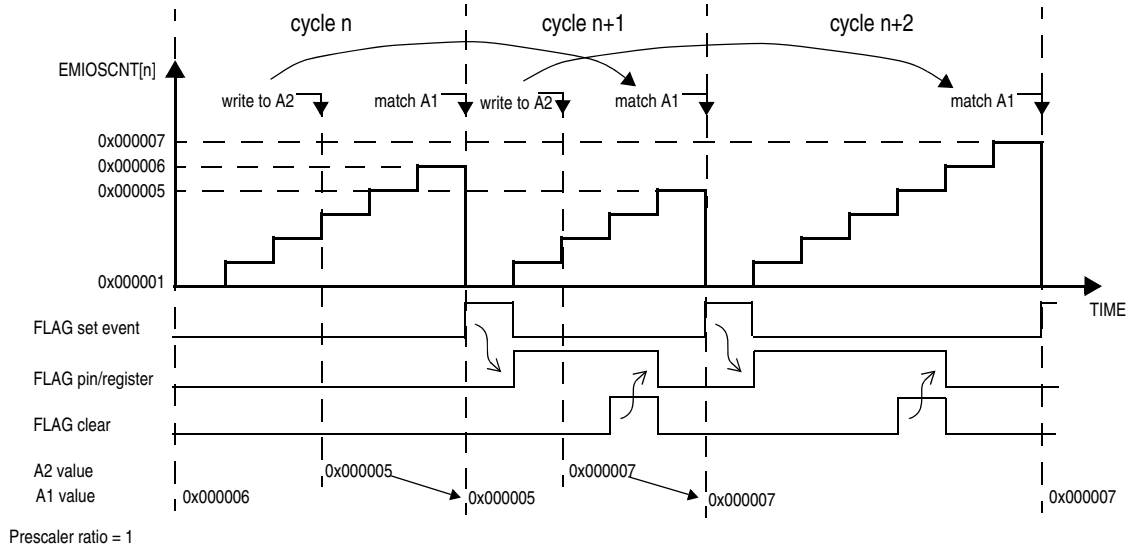 cycle n cycle n+1 cycle n+2
EMIOSCNT[n]
write to A2 match A1 write to A2 match A1 match A1
0x000007
0x000006
0x000005
0x000001
TIME
FLAG set event
FLAG pin/register
FLAG clear
A2 value 0x000005 0x000007
A1 value 0x000006 0x000005 0x000007 0x000007
Prescaler ratio = 1